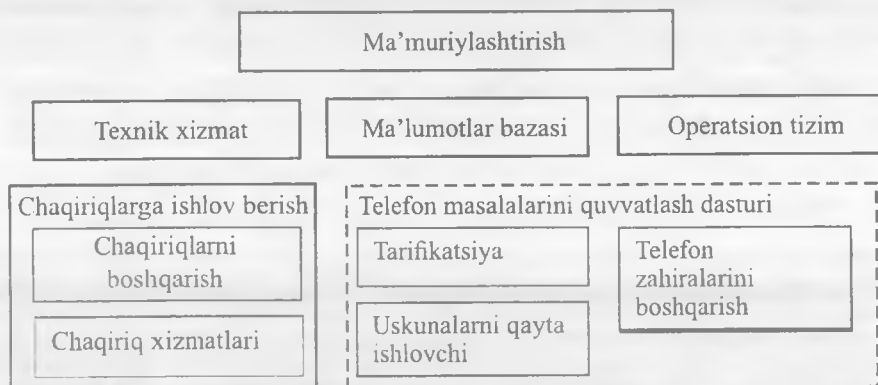 Ma’muriylashtirish
Texnik xizmat
Ma’lumotlar bazasi
Operatsion tizim
Chaqiriqlarga ishlov berish
Chaqiriqlarni
boshqarish
Chaqiriq xizmatlari
Telefon masalalarini quvvatlash dasturi
Tarifikatsiya
Uskunalarni qayta
ishlovchi
Telefon
zahiralarini
boshqarish